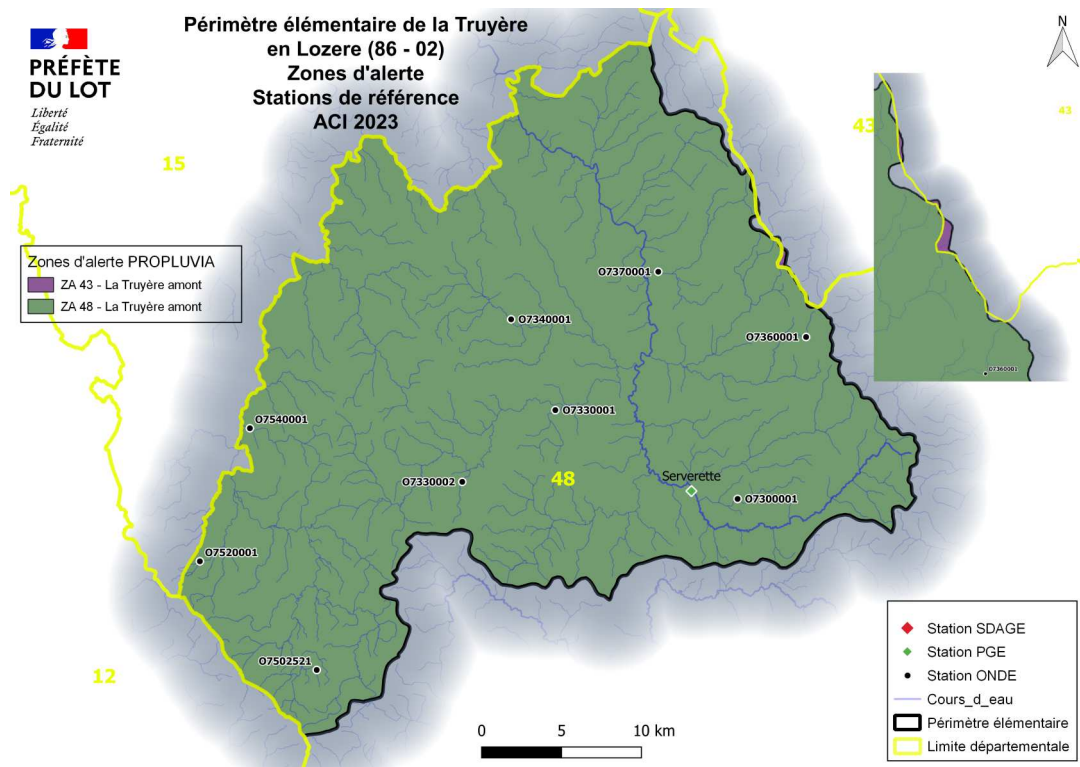 PRÉFÈTE
DU LOT
Liberté
Égalité
Fraternité
Périmètre élémentaire de la Truyère
en Lozere (86 - 02)
Zones d'alerte
Stations de référence
ACI 2023
N
15
43
43
Zones d'alerte PROPLUVIA
ZA 43 - La Truyère amont
ZA 48 - La Truyère amont
O7370001
O7340001
O7360001
O7360001
O7330001
O7540001
O7330002
48
Serverette
O7300001
O7520001
O7502521
12
0 5 10 km
Station SDAGE
Station PGE
Station ONDE
Cours_d_eau
Périmètre élémentaire
Limite départementale